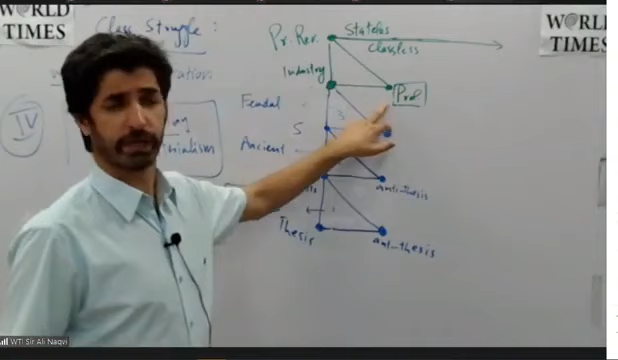 WORLD
TIMES
WORLD
TIMES
Class Struggle :
Pr. Rev.
Stateless
Classless
Industry
Prol.
Feudal
IV
S
Ancient
anti-thesis
Thesis
anti-thesis
WTI Sir Ali Naqvi